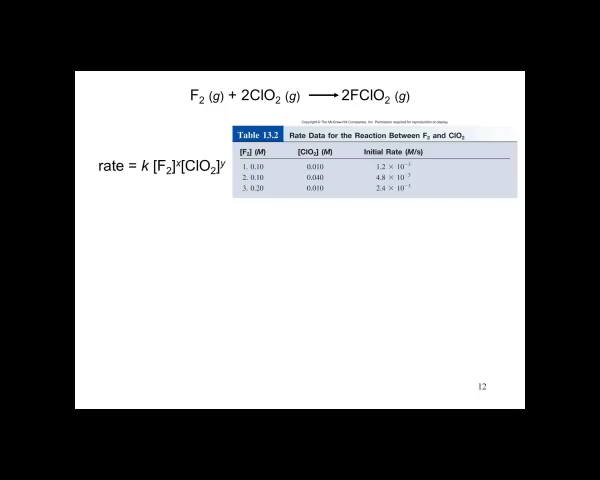 F₂ (g) + 2ClO₂ (g) ⟶ 2FClO₂ (g)
Copyright © The McGraw-Hill Companies, Inc. Permission required for reproduction or display.
Table 13.2 Rate Data for the Reaction Between F₂ and ClO₂
[F₂] (M) [ClO₂] (M) Initial Rate (M/s)
1. 0.10 0.010 1.2 × 10⁻³
2. 0.10 0.040 4.8 × 10⁻³
3. 0.20 0.010 2.4 × 10⁻³
rate = k [F₂]ˣ[ClO₂]ʸ
12